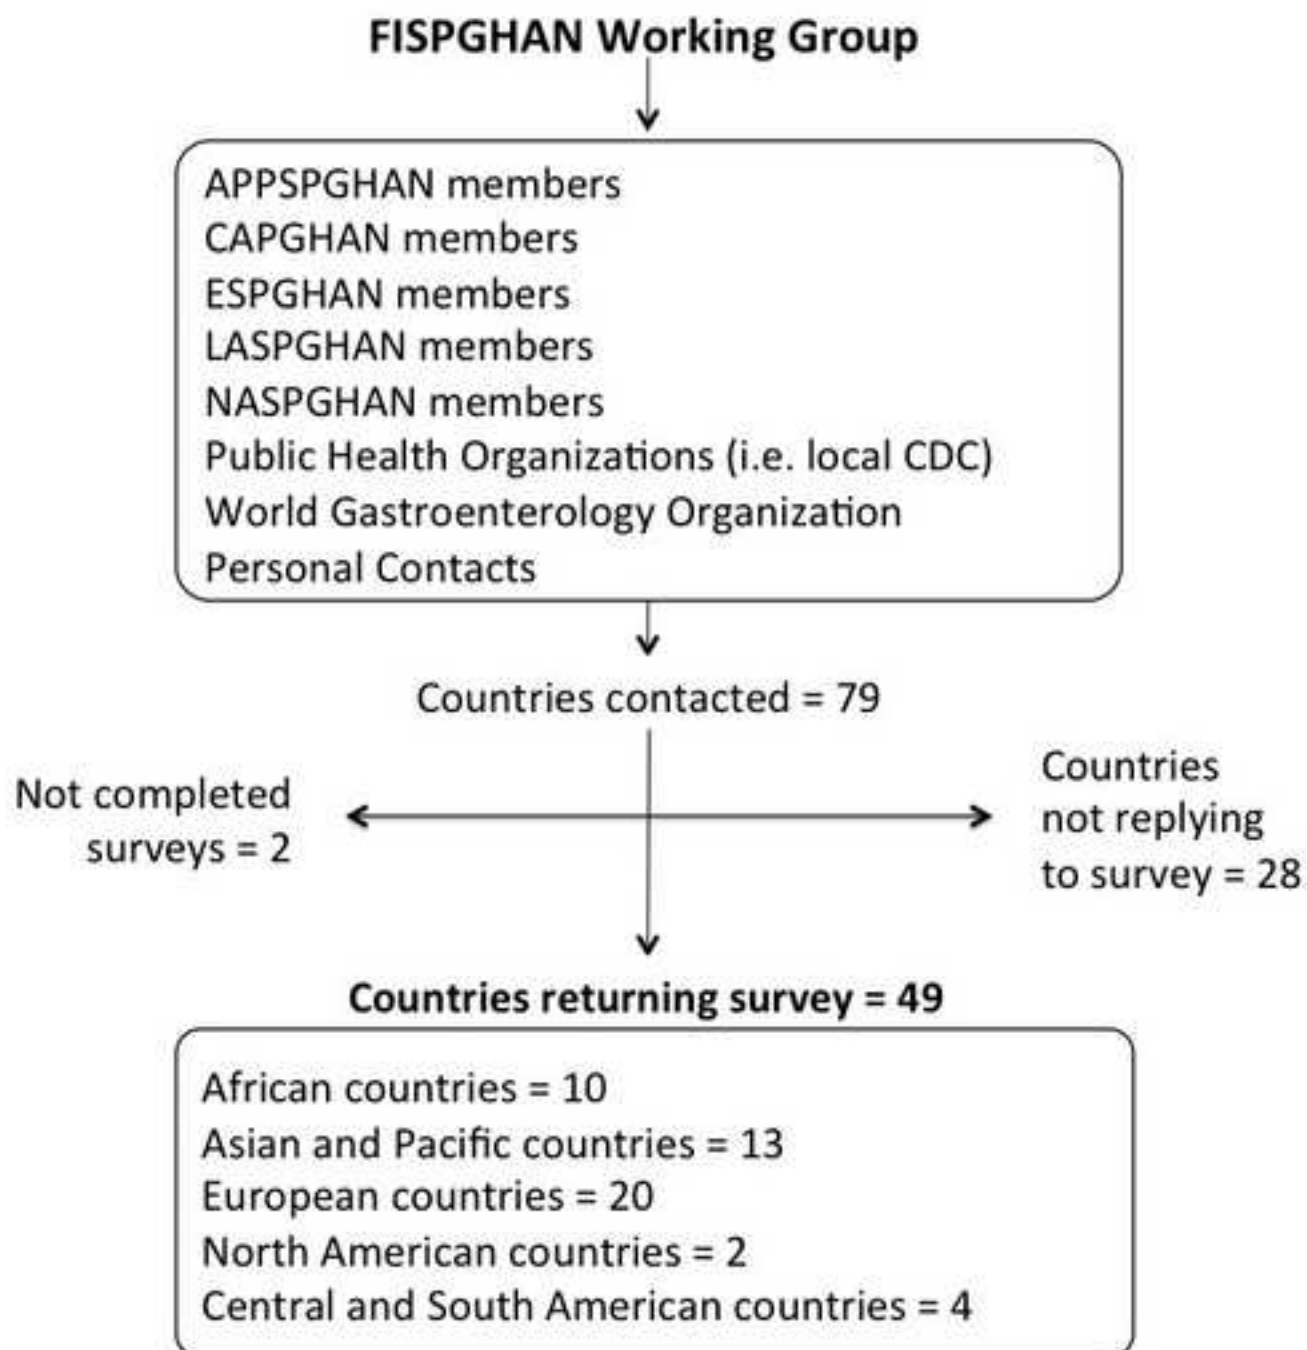 FISPGHAN Working Group
APPSPGHAN members
CAPGHAN members
ESPGHAN members
LASPGHAN members
NASPGHAN members
Public Health Organizations (i.e. local CDC)
World Gastroenterology Organization
Personal Contacts
Countries contacted = 79
Not completed
surveys = 2
Countries
not replying
to survey = 28
Countries returning survey = 49
African countries = 10
Asian and Pacific countries = 13
European countries = 20
North American countries = 2
Central and South American countries = 4